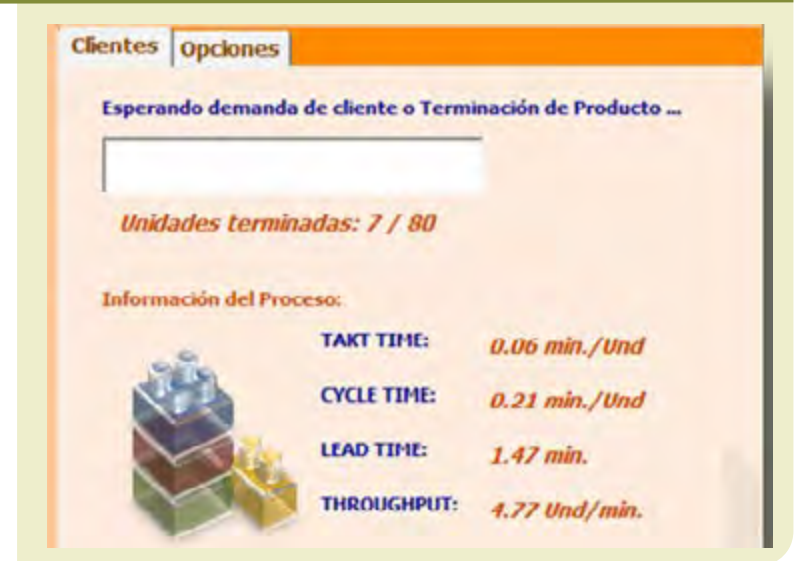 Clientes Opciones
Esperando demanda de cliente o Terminación de Producto ...
Unidades terminadas: 7 / 80
Información del Proceso:
TAKT TIME: 0.06 min./Und
CYCLE TIME: 0.21 min./Und
LEAD TIME: 1.47 min.
THROUGHPUT: 4.77 Und/min.